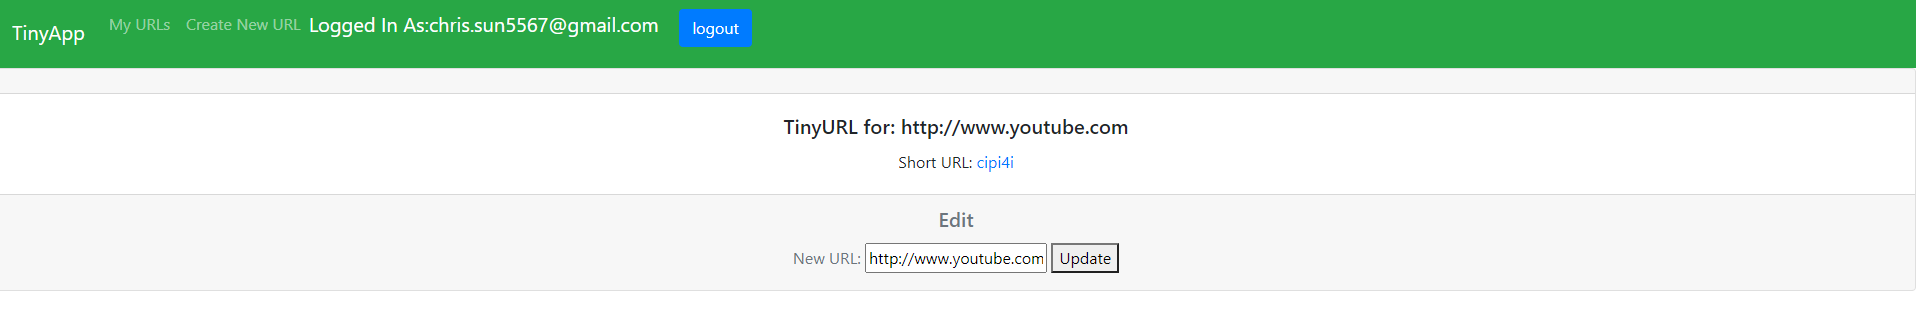 TinyApp My URLs Create New URL Logged In As:chris.sun5567@gmail.com logout
TinyURL for: http://www.youtube.com
Short URL: cipi4i
Edit
New URL: http://www.youtube.com Update